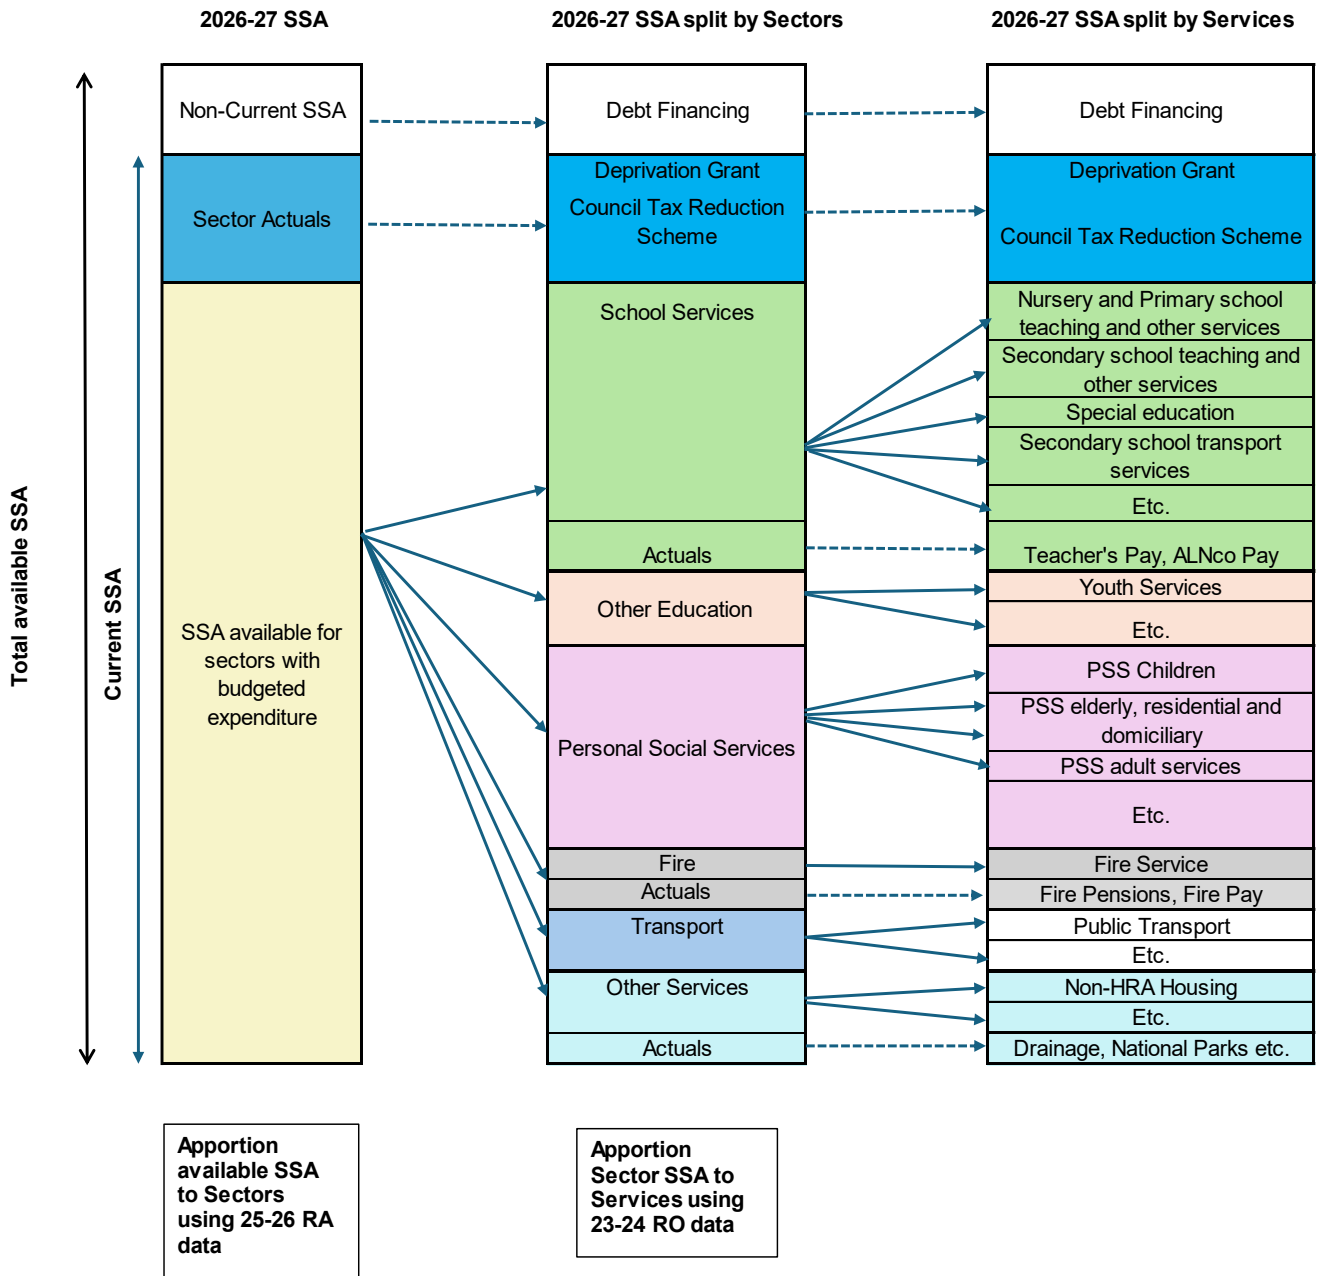 2026-27 SSA
2026-27 SSA split by Sectors
2026-27 SSA split by Services
Total available SSA
Current SSA
Non-Current SSA
Sector Actuals
SSA available for
sectors with
budgeted
expenditure
Debt Financing
Deprivation Grant
Council Tax Reduction
Scheme
School Services
Actuals
Other Education
Personal Social Services
Fire
Actuals
Transport
Other Services
Actuals
Debt Financing
Deprivation Grant
Council Tax Reduction Scheme
Nursery and Primary school
teaching and other services
Secondary school teaching and
other services
Special education
Secondary school transport
services
Etc.
Teacher's Pay, ALNco Pay
Youth Services
Etc.
PSS Children
PSS elderly, residential and
domiciliary
PSS adult services
Etc.
Fire Service
Fire Pensions, Fire Pay
Public Transport
Etc.
Non-HRA Housing
Etc.
Drainage, National Parks etc.
Apportion
available SSA
to Sectors
using 25-26 RA
data
Apportion
Sector SSA to
Services using
23-24 RO data